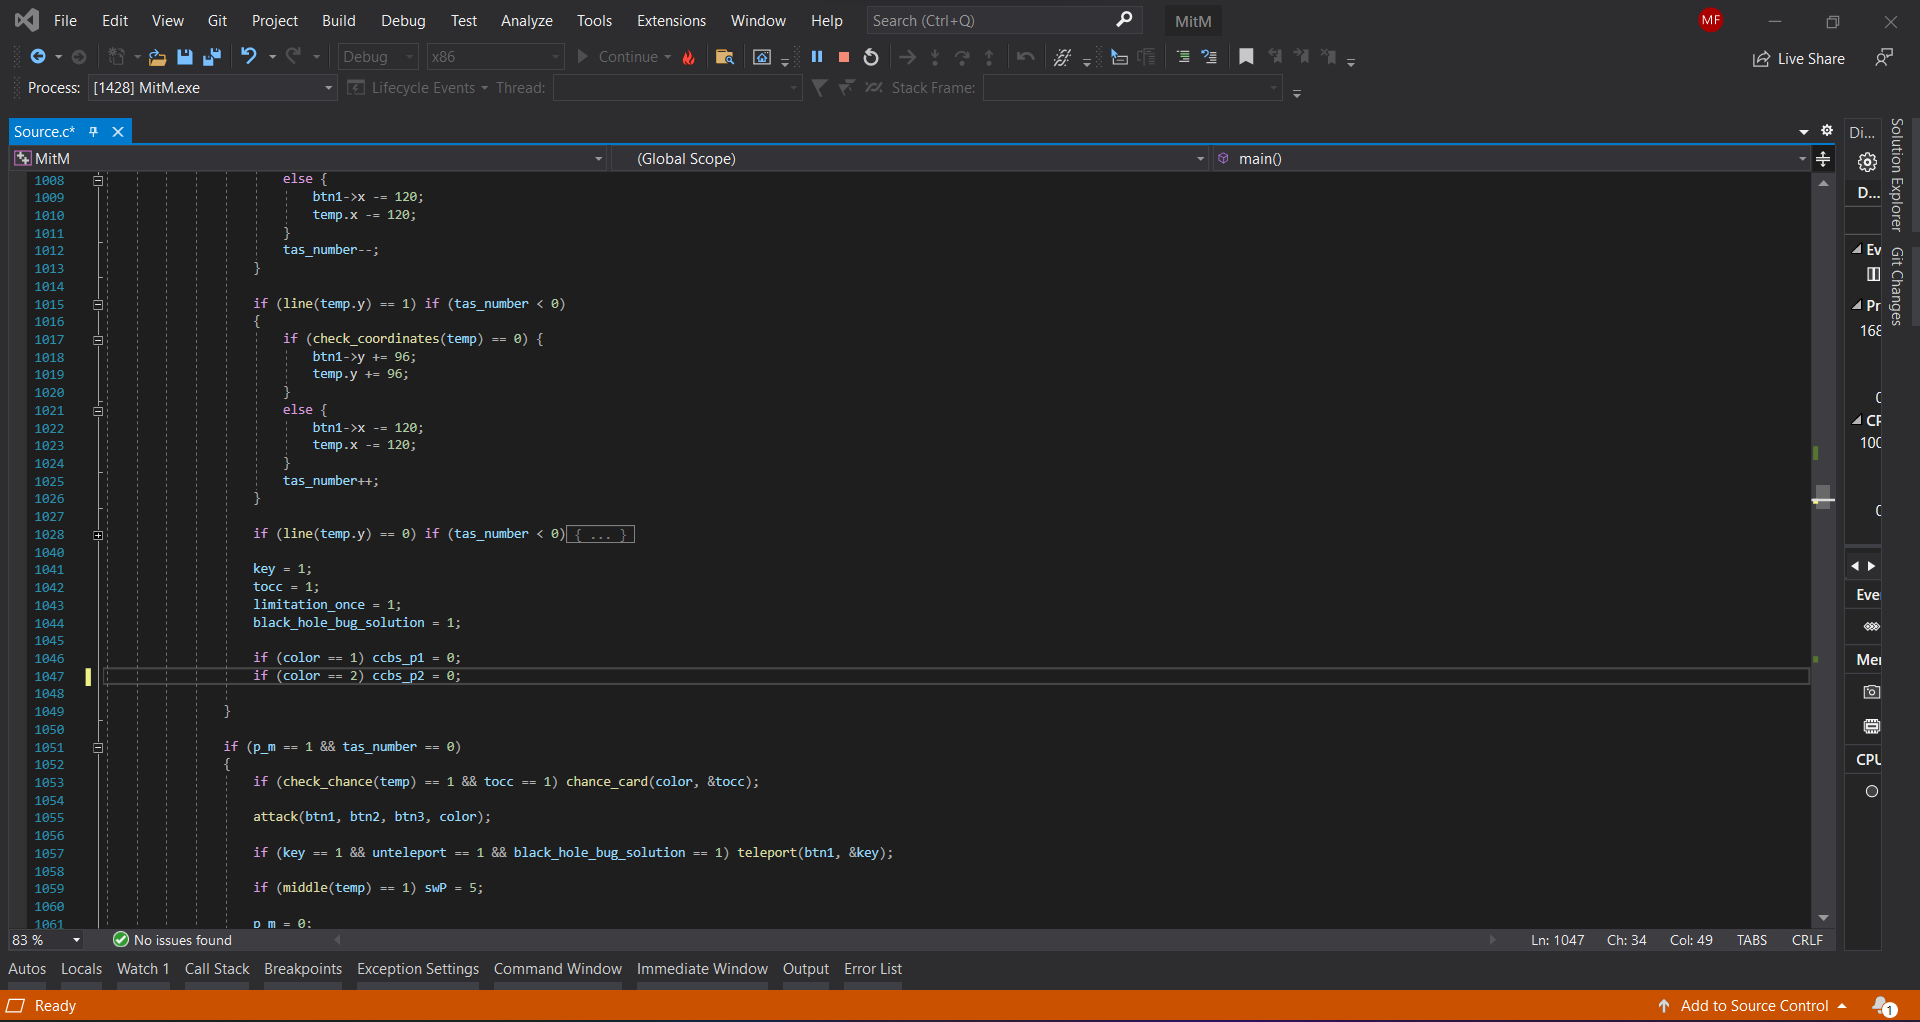 File Edit View Git Project Build Debug Test Analyze Tools Extensions Window Help Search (Ctrl+Q) MitM MF
Debug x86 Continue Live Share
Process: [1428] MitM.exe Lifecycle Events Thread: Stack Frame:
Source.c* Di...
MitM (Global Scope) main()
D...
Solution Explorer
Git Changes
1008 else {
1009 btn1->x -= 120;
1010 temp.x -= 120;
1011 }
1012 tas_number--;
1013 }
1014
1015 if (line(temp.y) == 1) if (tas_number < 0)
1016 {
1017 if (check_coordinates(temp) == 0) {
1018 btn1->y += 96;
1019 temp.y += 96;
1020 }
1021 else {
1022 btn1->x -= 120;
1023 temp.x -= 120;
1024 }
1025 tas_number++;
1026 }
1027
1028 if (line(temp.y) == 0) if (tas_number < 0){ ... }
1040
1041 key = 1;
1042 tocc = 1;
1043 limitation_once = 1;
1044 black_hole_bug_solution = 1;
1045
1046 if (color == 1) ccbs_p1 = 0;
1047 if (color == 2) ccbs_p2 = 0;
1048
1049 }
1050
1051 if (p_m == 1 && tas_number == 0)
1052 {
1053 if (check_chance(temp) == 1 && tocc == 1) chance_card(color, &tocc);
1054
1055 attack(btn1, btn2, btn3, color);
1056
1057 if (key == 1 && unteleport == 1 && black_hole_bug_solution == 1) teleport(btn1, &key);
1058
1059 if (middle(temp) == 1) swP = 5;
1060
1061 p_m = 0;
Ev
Pr
168
0
CP
100
0
Eve
Me
CPU
83 % No issues found Ln: 1047 Ch: 34 Col: 49 TABS CRLF
Autos Locals Watch 1 Call Stack Breakpoints Exception Settings Command Window Immediate Window Output Error List
Ready Add to Source Control 1